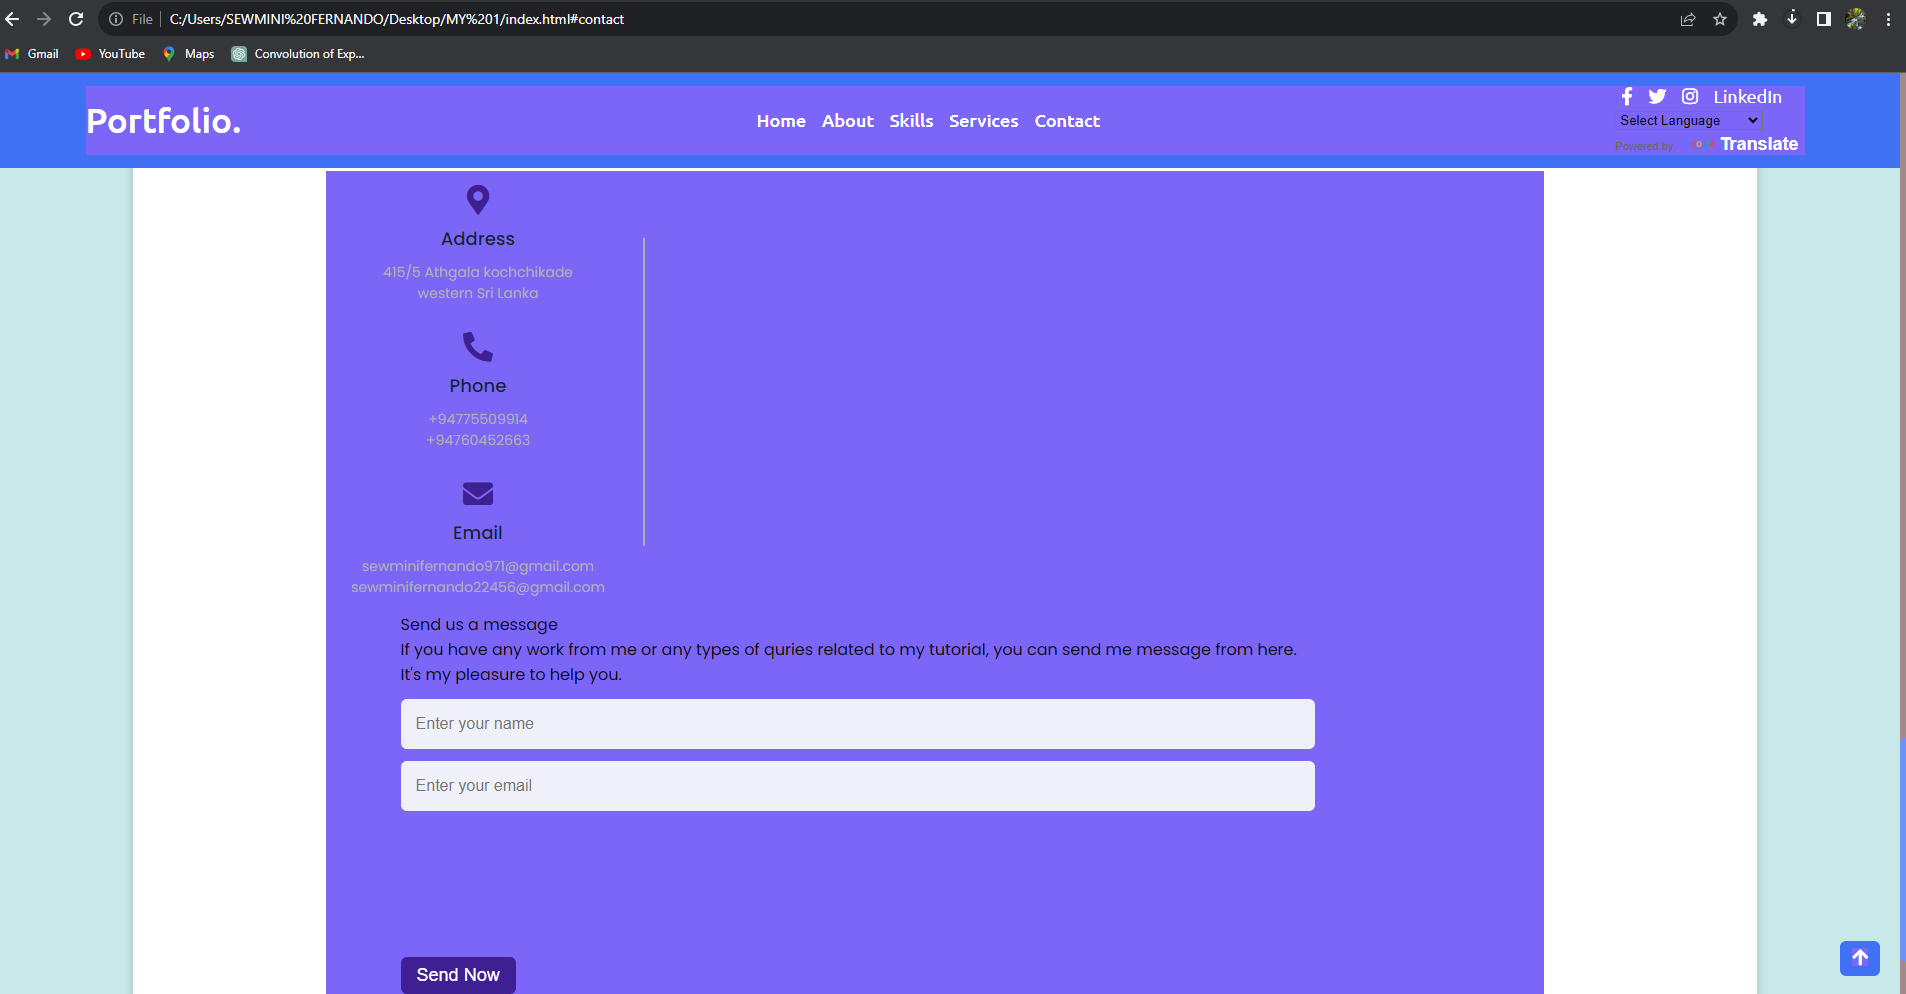 File
C:/Users/SEWMINI%20FERNANDO/Desktop/MY%201/index.html#contact
Gmail YouTube Maps Convolution of Exp...
Portfolio.
Home About Skills Services Contact
LinkedIn
Select Language
Powered by Translate
Address
415/5 Athgala kochchikade
western Sri Lanka
Phone
+94775509914
+94760452663
Email
sewminifernando971@gmail.com
sewminifernando22456@gmail.com
Send us a message
If you have any work from me or any types of quries related to my tutorial, you can send me message from here.
It's my pleasure to help you.
Enter your name
Enter your email
Send Now